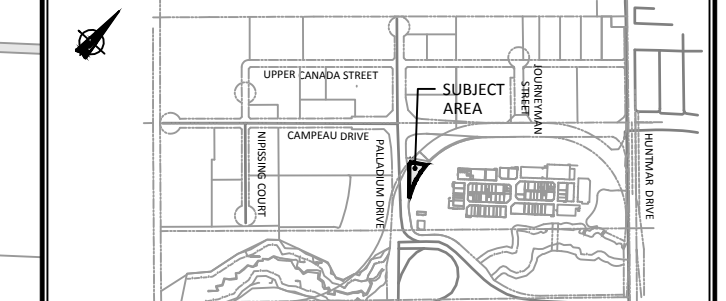 UPPER CANADA STREET
SUBJECT
AREA
JOURNEYMAN
STREET
CAMPEAU DRIVE
NIPISSING COURT
PALLADIUM DRIVE
HUNTMAR DRIVE